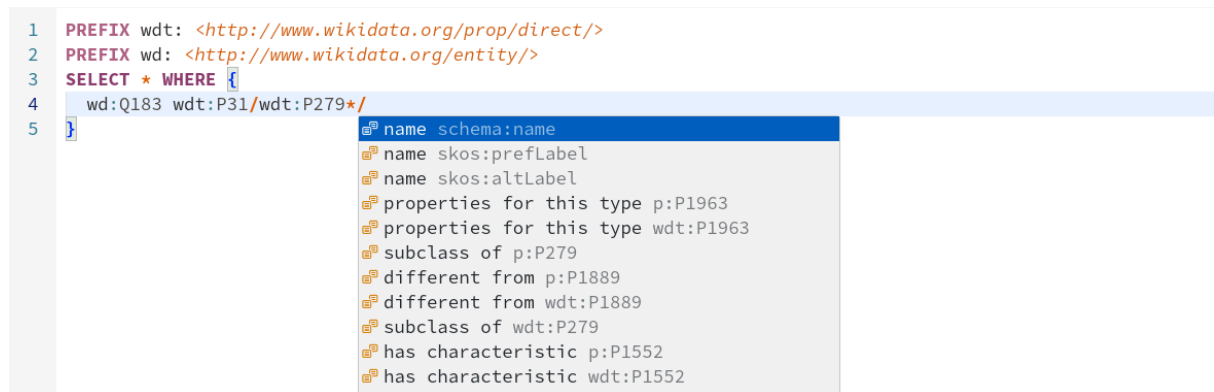 1 PREFIX wdt: <http://www.wikidata.org/prop/direct/>
2 PREFIX wd: <http://www.wikidata.org/entity/>
3 SELECT * WHERE {
4 wd:Q183 wdt:P31/wdt:P279*/
5 }
name schema:name
name skos:prefLabel
name skos:altLabel
properties for this type p:P1963
properties for this type wdt:P1963
subclass of p:P279
different from p:P1889
different from wdt:P1889
subclass of wdt:P279
has characteristic p:P1552
has characteristic wdt:P1552